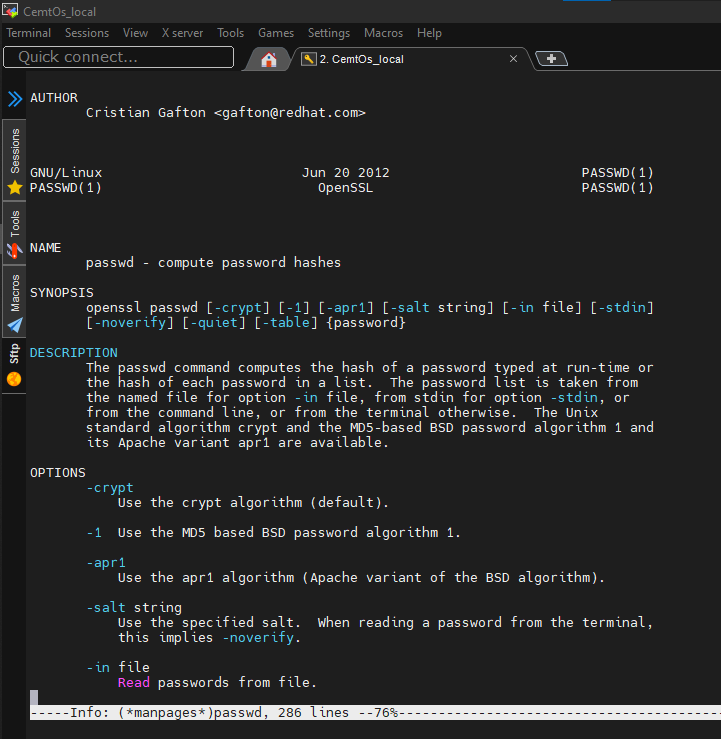 CemtOs_local
Terminal Sessions View X server Tools Games Settings Macros Help
Quick connect...
2. CemtOs_local
Sessions
Tools
Macros
Sftp
AUTHOR
Cristian Gafton <gafton@redhat.com>
GNU/Linux Jun 20 2012 PASSWD(1)
PASSWD(1) OpenSSL PASSWD(1)
NAME
passwd - compute password hashes
SYNOPSIS
openssl passwd [-crypt] [-1] [-apr1] [-salt string] [-in file] [-stdin]
[-noverify] [-quiet] [-table] {password}
DESCRIPTION
The passwd command computes the hash of a password typed at run-time or
the hash of each password in a list.  The password list is taken from
the named file for option -in file, from stdin for option -stdin, or
from the command line, or from the terminal otherwise.  The Unix
standard algorithm crypt and the MD5-based BSD password algorithm 1 and
its Apache variant apr1 are available.
OPTIONS
-crypt
Use the crypt algorithm (default).
-1  Use the MD5 based BSD password algorithm 1.
-apr1
Use the apr1 algorithm (Apache variant of the BSD algorithm).
-salt string
Use the specified salt.  When reading a password from the terminal,
this implies -noverify.
-in file
Read passwords from file.
-----Info: (*manpages*)passwd, 286 lines --76%-----------------------------------------